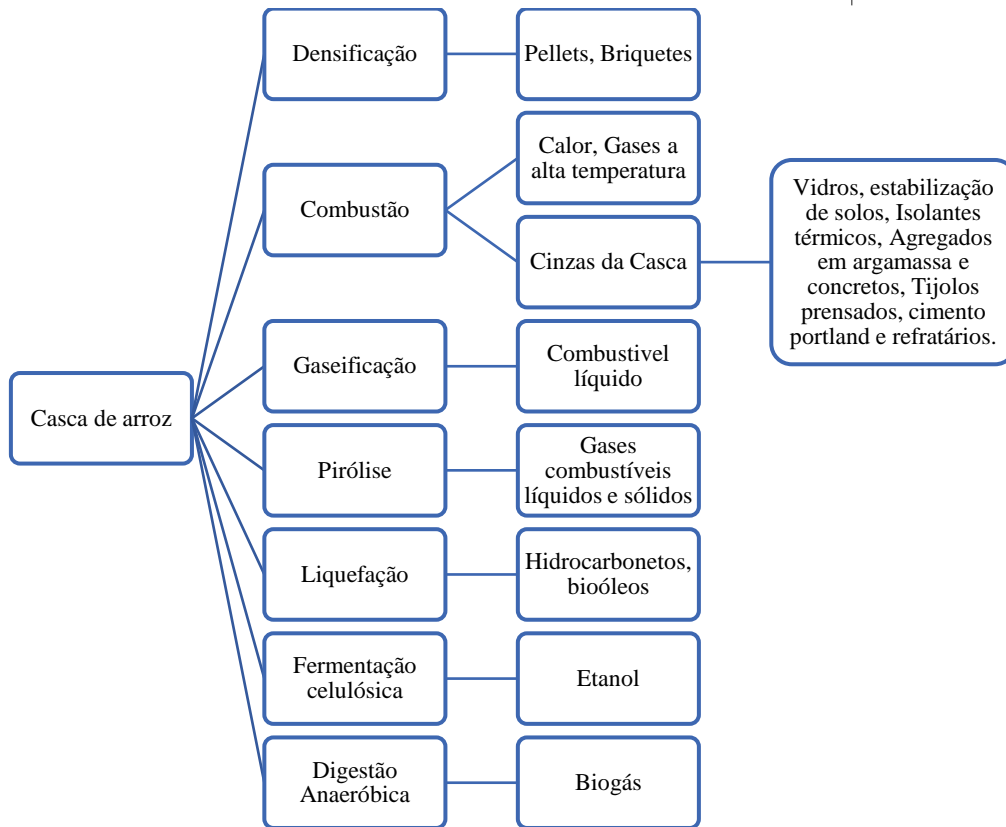 Densificação
Pellets, Briquetes
Combustão
Calor, Gases a
alta temperatura
Cinzas da Casca
Vidros, estabilização
de solos, Isolantes
térmicos, Agregados
em argamassa e
concretos, Tijolos
prensados, cimento
portland e refratários.
Casca de arroz
Gaseificação
Combustivel
líquido
Pirólise
Gases
combustíveis
líquidos e sólidos
Liquefação
Hidrocarbonetos,
bioóleos
Fermentação
celulósica
Etanol
Digestão
Anaeróbica
Biogás